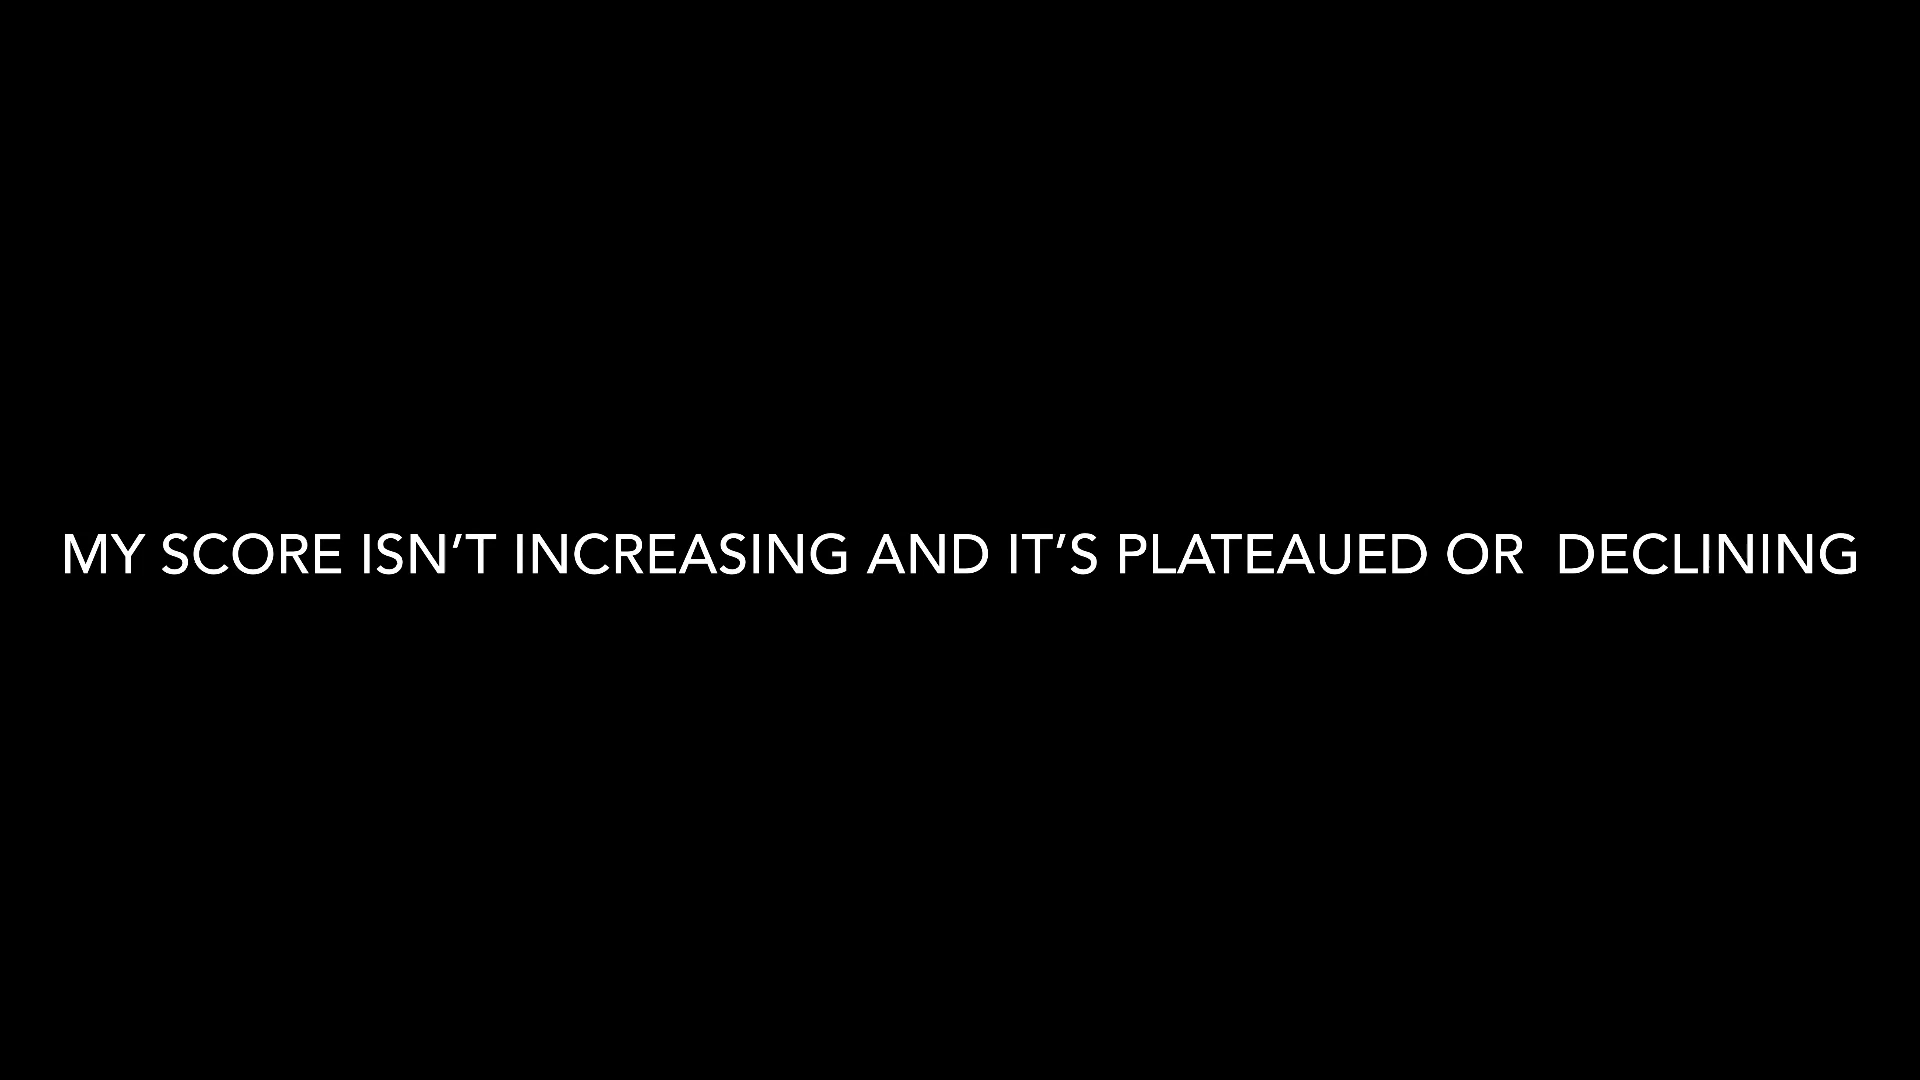 MY SCORE ISN’T INCREASING AND IT’S PLATEAUED OR  DECLINING